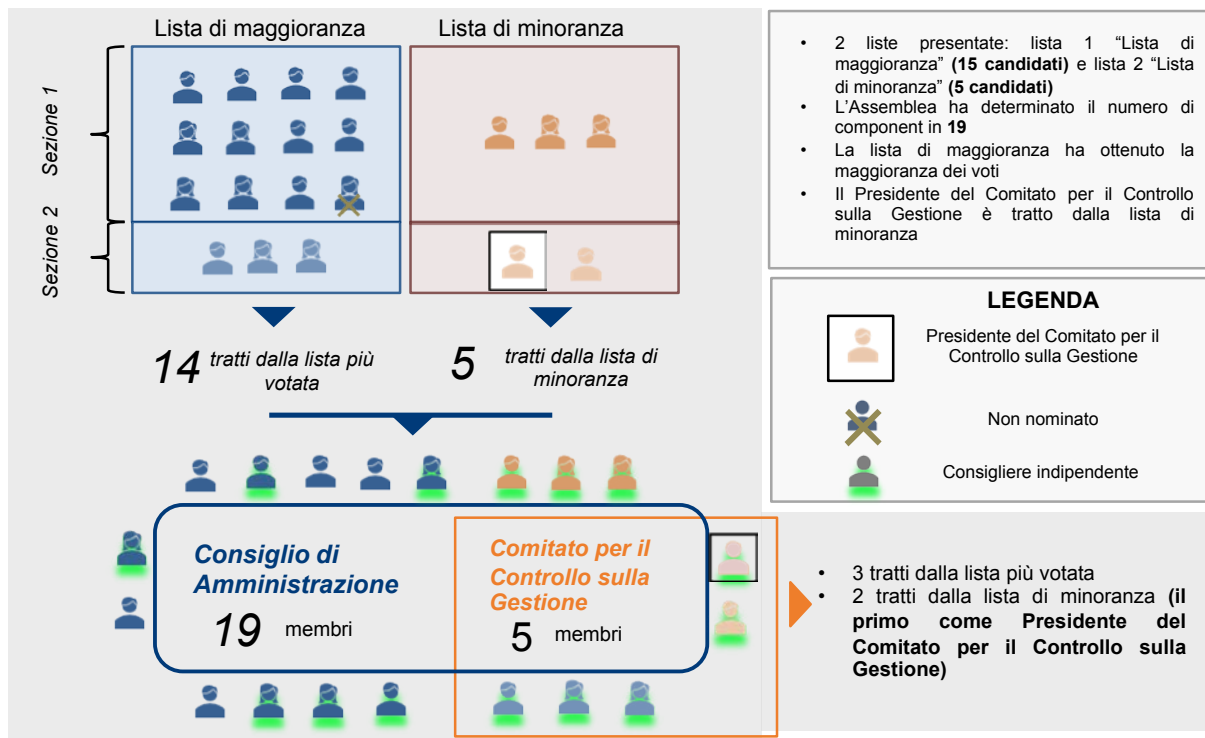 Lista di maggioranza
Lista di minoranza
Sezione 1
Sezione 2
14 tratti dalla lista più
votata
5 tratti dalla lista di
minoranza
• 2 liste presentate: lista 1 “Lista di
maggioranza” (15 candidati) e lista 2 “Lista
di minoranza” (5 candidati)
• L’Assemblea ha determinato il numero di
component in 19
• La lista di maggioranza ha ottenuto la
maggioranza dei voti
• Il Presidente del Comitato per il Controllo
sulla Gestione è tratto dalla lista di
minoranza
LEGENDA
Presidente del Comitato per il
Controllo sulla Gestione
Non nominato
Consigliere indipendente
Consiglio di
Amministrazione
19 membri
Comitato per il
Controllo sulla
Gestione
5 membri
• 3 tratti dalla lista più votata
• 2 tratti dalla lista di minoranza (il
primo come Presidente del
Comitato per il Controllo sulla
Gestione)